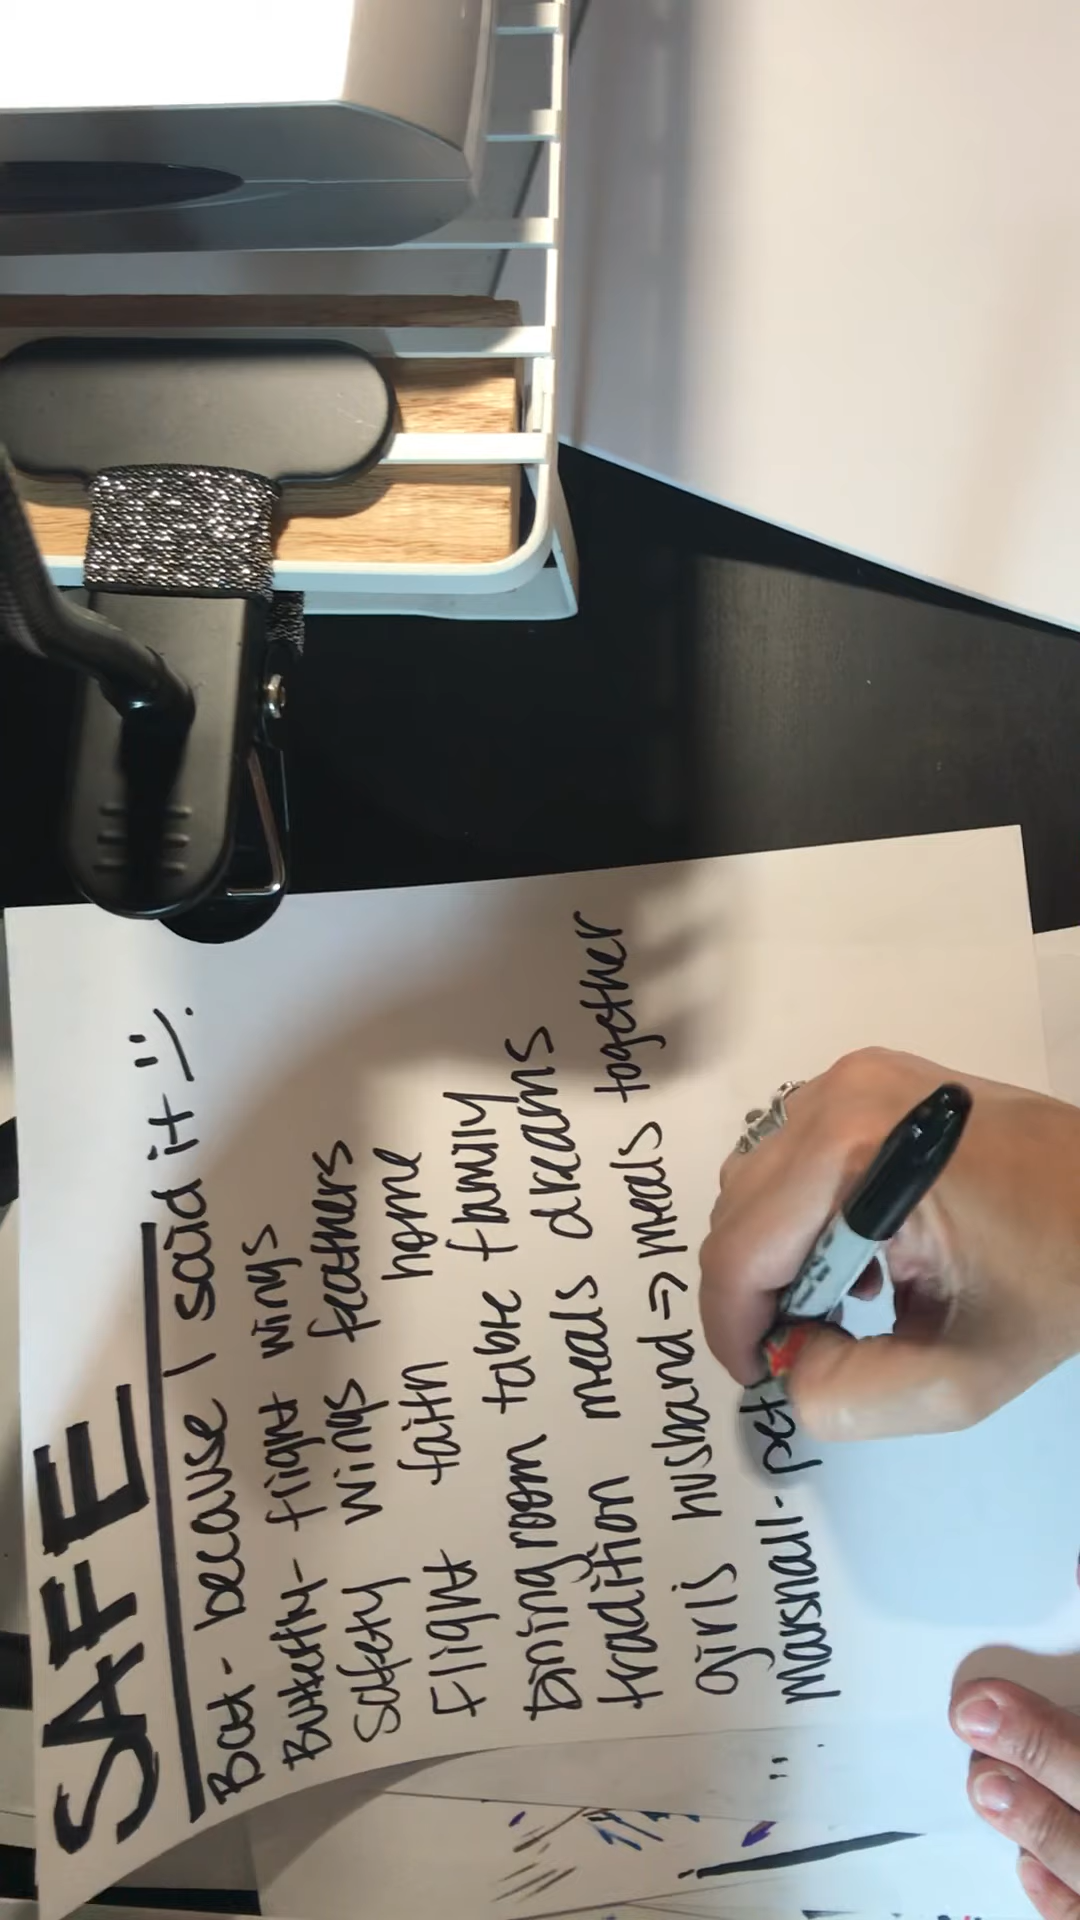 SAFE
Bat - because I said it :).
Butterfly - flight wings
Safety wings feathers
Flight faith home
Dining room table family
tradition meals dreams
girls husband => meals together
Marshall - pet